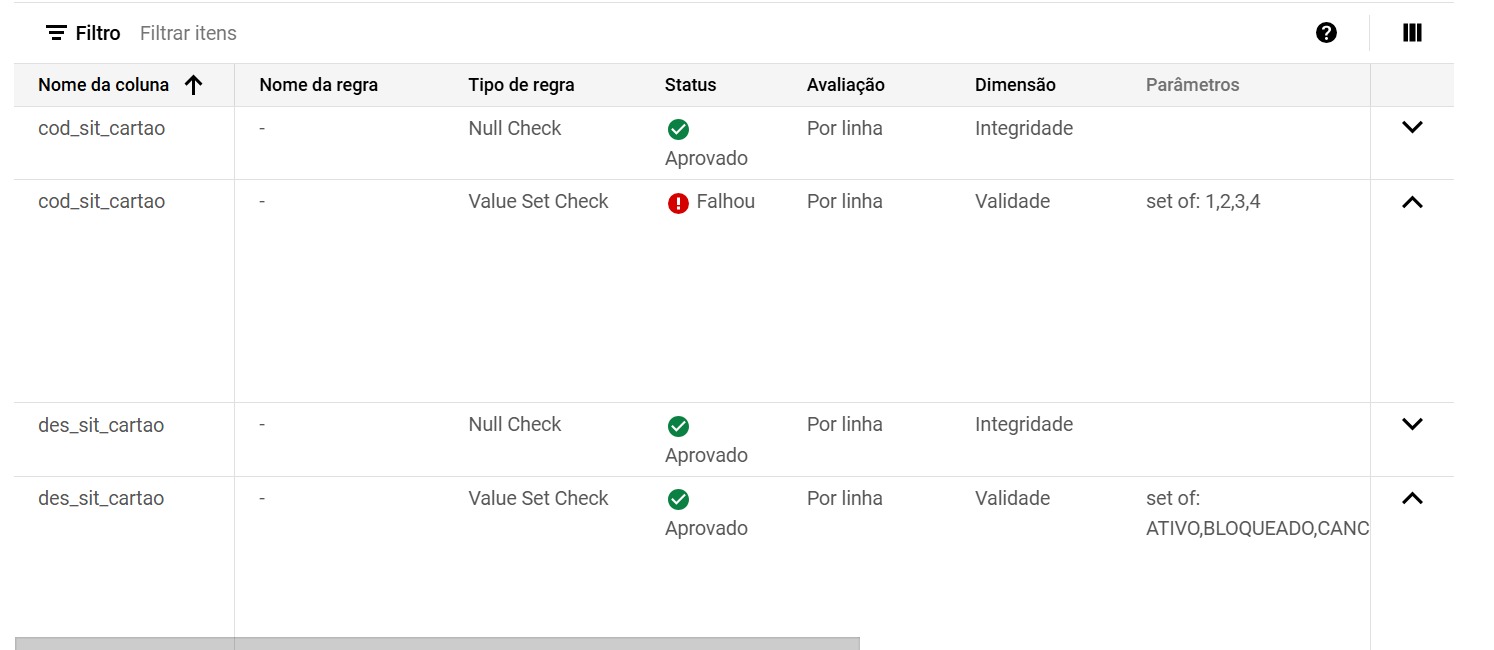 Filtro Filtrar itens
Nome da coluna Nome da regra Tipo de regra Status Avaliação Dimensão Parâmetros
cod_sit_cartao - Null Check Aprovado Por linha Integridade
cod_sit_cartao - Value Set Check Falhou Por linha Validade set of: 1,2,3,4
des_sit_cartao - Null Check Aprovado Por linha Integridade
des_sit_cartao - Value Set Check Aprovado Por linha Validade set of:
ATIVO,BLOQUEADO,CANC